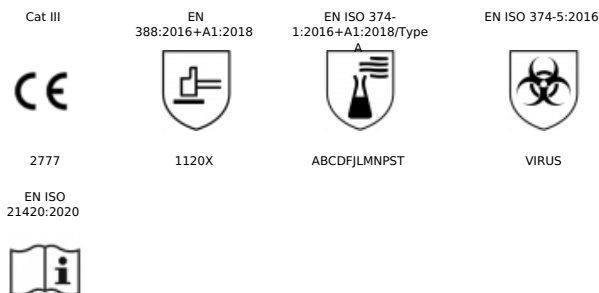 Cat III
EN
388:2016+A1:2018
EN ISO 374-
1:2016+A1:2018/Type
A
EN ISO 374-5:2016
CE
2777
1120X
ABCDFJLMNPST
VIRUS
EN ISO
21420:2020
i